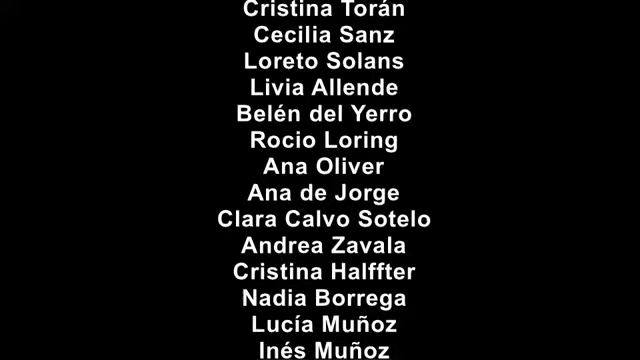 Cristina Torán
Cecilia Sanz
Loreto Solans
Livia Allende
Belén del Yerro
Rocio Loring
Ana Oliver
Ana de Jorge
Clara Calvo Sotelo
Andrea Zavala
Cristina Halffter
Nadia Borrega
Lucía Muñoz
Inés Muñoz